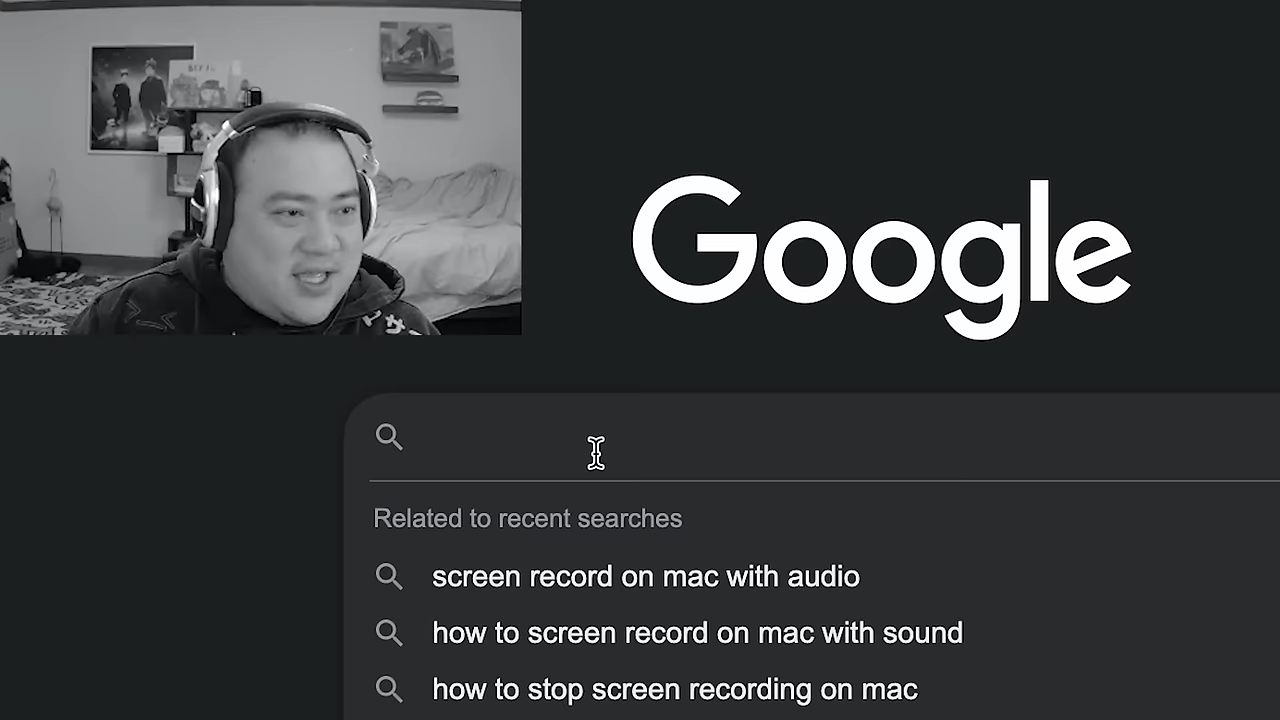 Google
Related to recent searches
screen record on mac with audio
how to screen record on mac with sound
how to stop screen recording on mac